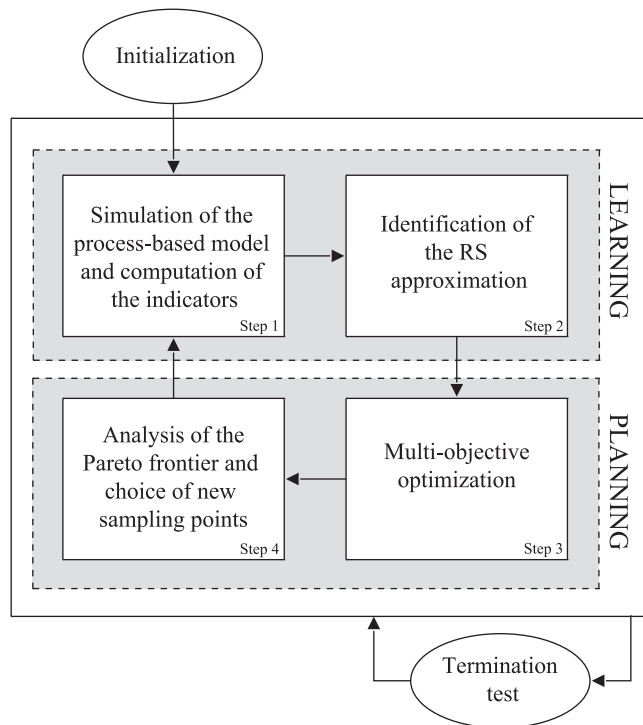 Initialization
Simulation of the
process-based model
and computation of
the indicators
Step 1
Identification of
the RS
approximation
Step 2
LEARNING
Analysis of the
Pareto frontier and
choice of new
sampling points
Step 4
Multi-objective
optimization
Step 3
PLANNING
Termination
test